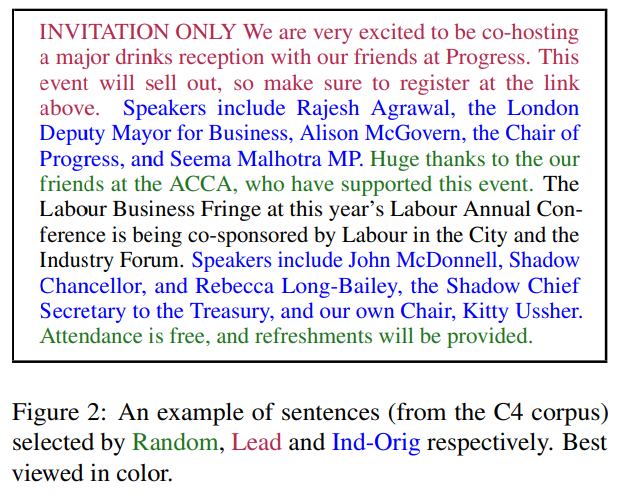 INVITATION ONLY We are very excited to be co-hosting
a major drinks reception with our friends at Progress. This
event will sell out, so make sure to register at the link
above. Speakers include Rajesh Agrawal, the London
Deputy Mayor for Business, Alison McGovern, the Chair of
Progress, and Seema Malhotra MP. Huge thanks to the our
friends at the ACCA, who have supported this event. The
Labour Business Fringe at this year's Labour Annual Con-
ference is being co-sponsored by Labour in the City and the
Industry Forum. Speakers include John McDonnell, Shadow
Chancellor, and Rebecca Long-Bailey, the Shadow Chief
Secretary to the Treasury, and our own Chair, Kitty Ussher.
Attendance is free, and refreshments will be provided.
Figure 2: An example of sentences (from the C4 corpus)
selected by Random, Lead and Ind-Orig respectively. Best
viewed in color.